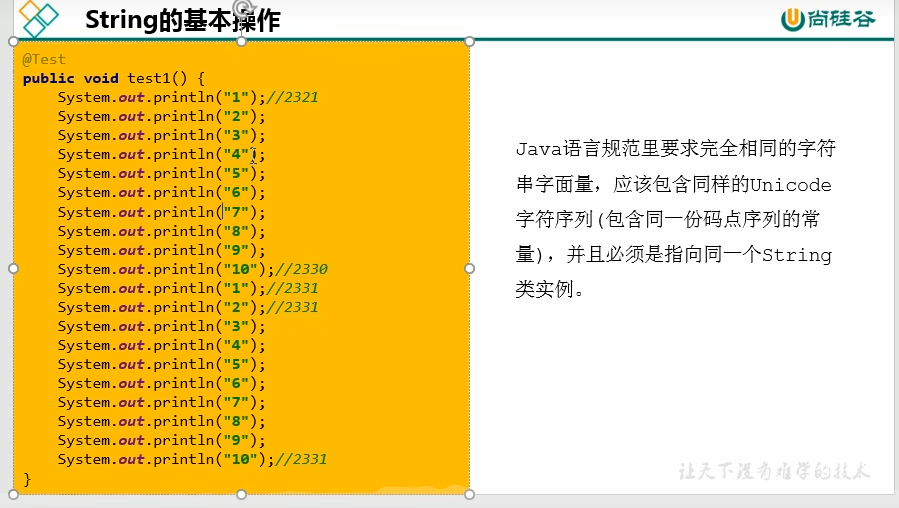 String的基本操作
尚硅谷
@Test
public void test1() {
    System.out.println("1");//2321
    System.out.println("2");
    System.out.println("3");
    System.out.println("4");
    System.out.println("5");
    System.out.println("6");
    System.out.println("7");
    System.out.println("8");
    System.out.println("9");
    System.out.println("10");//2330
    System.out.println("1");//2331
    System.out.println("2");//2331
    System.out.println("3");
    System.out.println("4");
    System.out.println("5");
    System.out.println("6");
    System.out.println("7");
    System.out.println("8");
    System.out.println("9");
    System.out.println("10");//2331
}
Java语言规范里要求完全相同的字符
串字面量，应该包含同样的Unicode
字符序列(包含同一份码点序列的常
量)，并且必须是指向同一个String
类实例。
让天下没有难学的技术